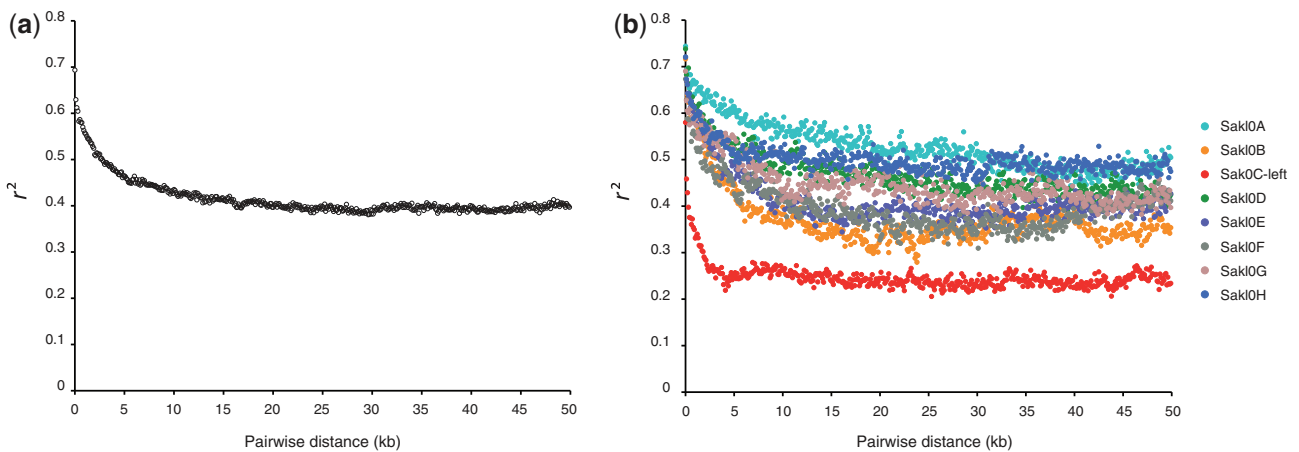 (a)
0.8
0.7
0.6
0.5
0.4
0.3
0.2
0.1
0
r²
0 5 10 15 20 25 30 35 40 45 50
Pairwise distance (kb)
(b)
0.8
0.7
0.6
0.5
0.4
0.3
0.2
0.1
0
r²
0 5 10 15 20 25 30 35 40 45 50
Pairwise distance (kb)
Sakl0A
Sakl0B
Sak0C-left
Sakl0D
Sakl0E
Sakl0F
Sakl0G
Sakl0H